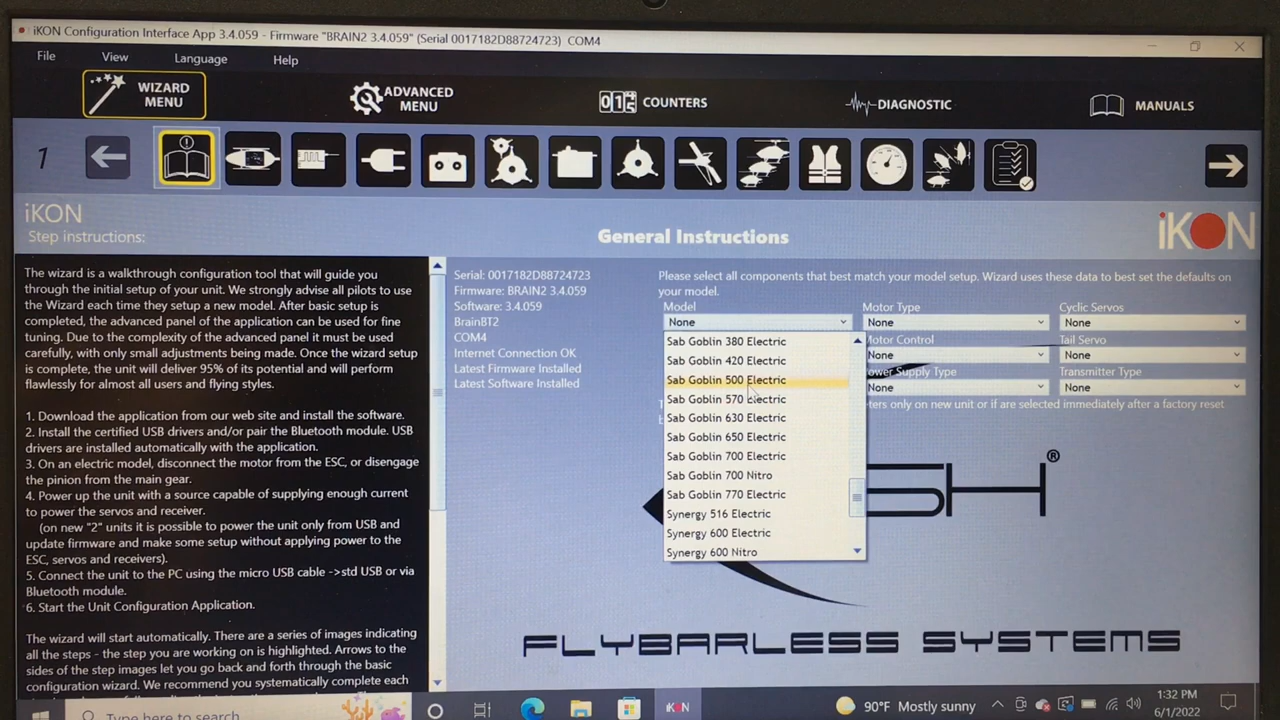 iKON Configuration Interface App 3.4.059 - Firmware "BRAIN2 3.4.059" (Serial 0017182D88724723) COM4
File View Language Help
WIZARD MENU
ADVANCED MENU
COUNTERS
DIAGNOSTIC
MANUALS
1
iKON
Step instructions:
General Instructions
iKON
The wizard is a walkthrough configuration tool that will guide you
through the initial setup of your unit. We strongly advise all pilots to use
the Wizard each time they setup a new model. After basic setup is
completed, the advanced panel of the application can be used for fine
tuning. Due to the complexity of the advanced panel it must be used
carefully, with only small adjustments being made. Once the wizard setup
is complete, the unit will deliver 95% of its potential and will perform
flawlessly for almost all users and flying styles.
1. Download the application from our web site and install the software.
2. Install the certified USB drivers and/or pair the Bluetooth module. USB
drivers are installed automatically with the application.
3. On an electric model, disconnect the motor from the ESC, or disengage
the pinion from the main gear.
4. Power up the unit with a source capable of supplying enough current
to power the servos and receiver.
(on new "2" units it is possible to power the unit only from USB and
update firmware and make some setup without applying power to the
ESC, servos and receivers).
5. Connect the unit to the PC using the micro USB cable ->std USB or via
Bluetooth module.
6. Start the Unit Configuration Application.
The wizard will start automatically. There are a series of images indicating
all the steps - the step you are working on is highlighted. Arrows to the
sides of the step images let you go back and forth through the basic
configuration wizard. We recommend you systematically complete each
Serial: 0017182D88724723
Firmware: BRAIN2 3.4.059
Software: 3.4.059
BrainBT2
COM4
Internet Connection OK
Latest Firmware Installed
Latest Software Installed
Please select all components that best match your model setup. Wizard uses these data to best set the defaults on
your model.
Model Motor Type Cyclic Servos
None None None
Motor Control Tail Servo
None None
Power Supply Type Transmitter Type
None None
ters only on new unit or if are selected immediately after a factory reset
Sab Goblin 380 Electric
Sab Goblin 420 Electric
Sab Goblin 500 Electric
Sab Goblin 570 Electric
Sab Goblin 630 Electric
Sab Goblin 650 Electric
Sab Goblin 700 Electric
Sab Goblin 700 Nitro
Sab Goblin 770 Electric
Synergy 516 Electric
Synergy 600 Electric
Synergy 600 Nitro
SH®
FLYBARLESS SYSTEMS
Type here to search
iKON
90°F Mostly sunny
1:32 PM
6/1/2022